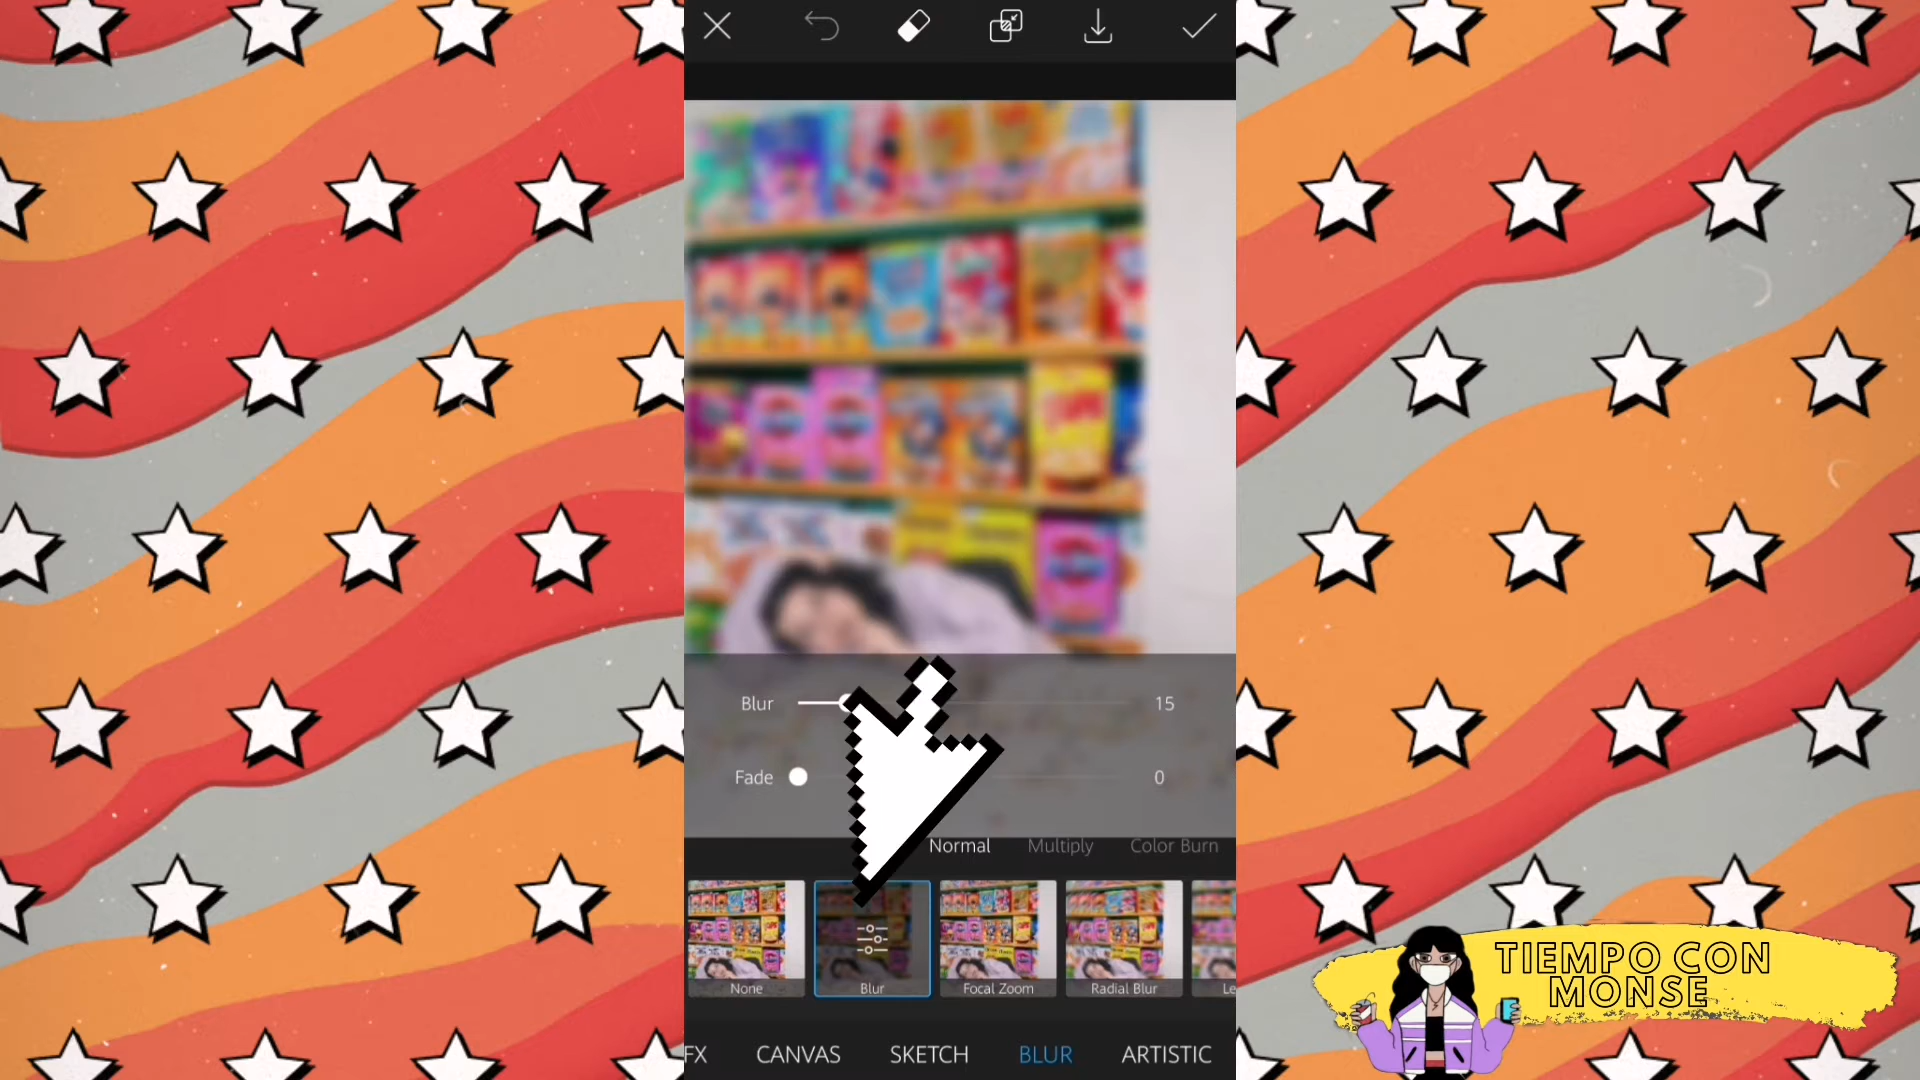 Blur 15
Fade 0
Normal Multiply Color Burn
None Blur Focal Zoom Radial Blur Le
FX CANVAS SKETCH BLUR ARTISTIC
TIEMPO CON
MONSE